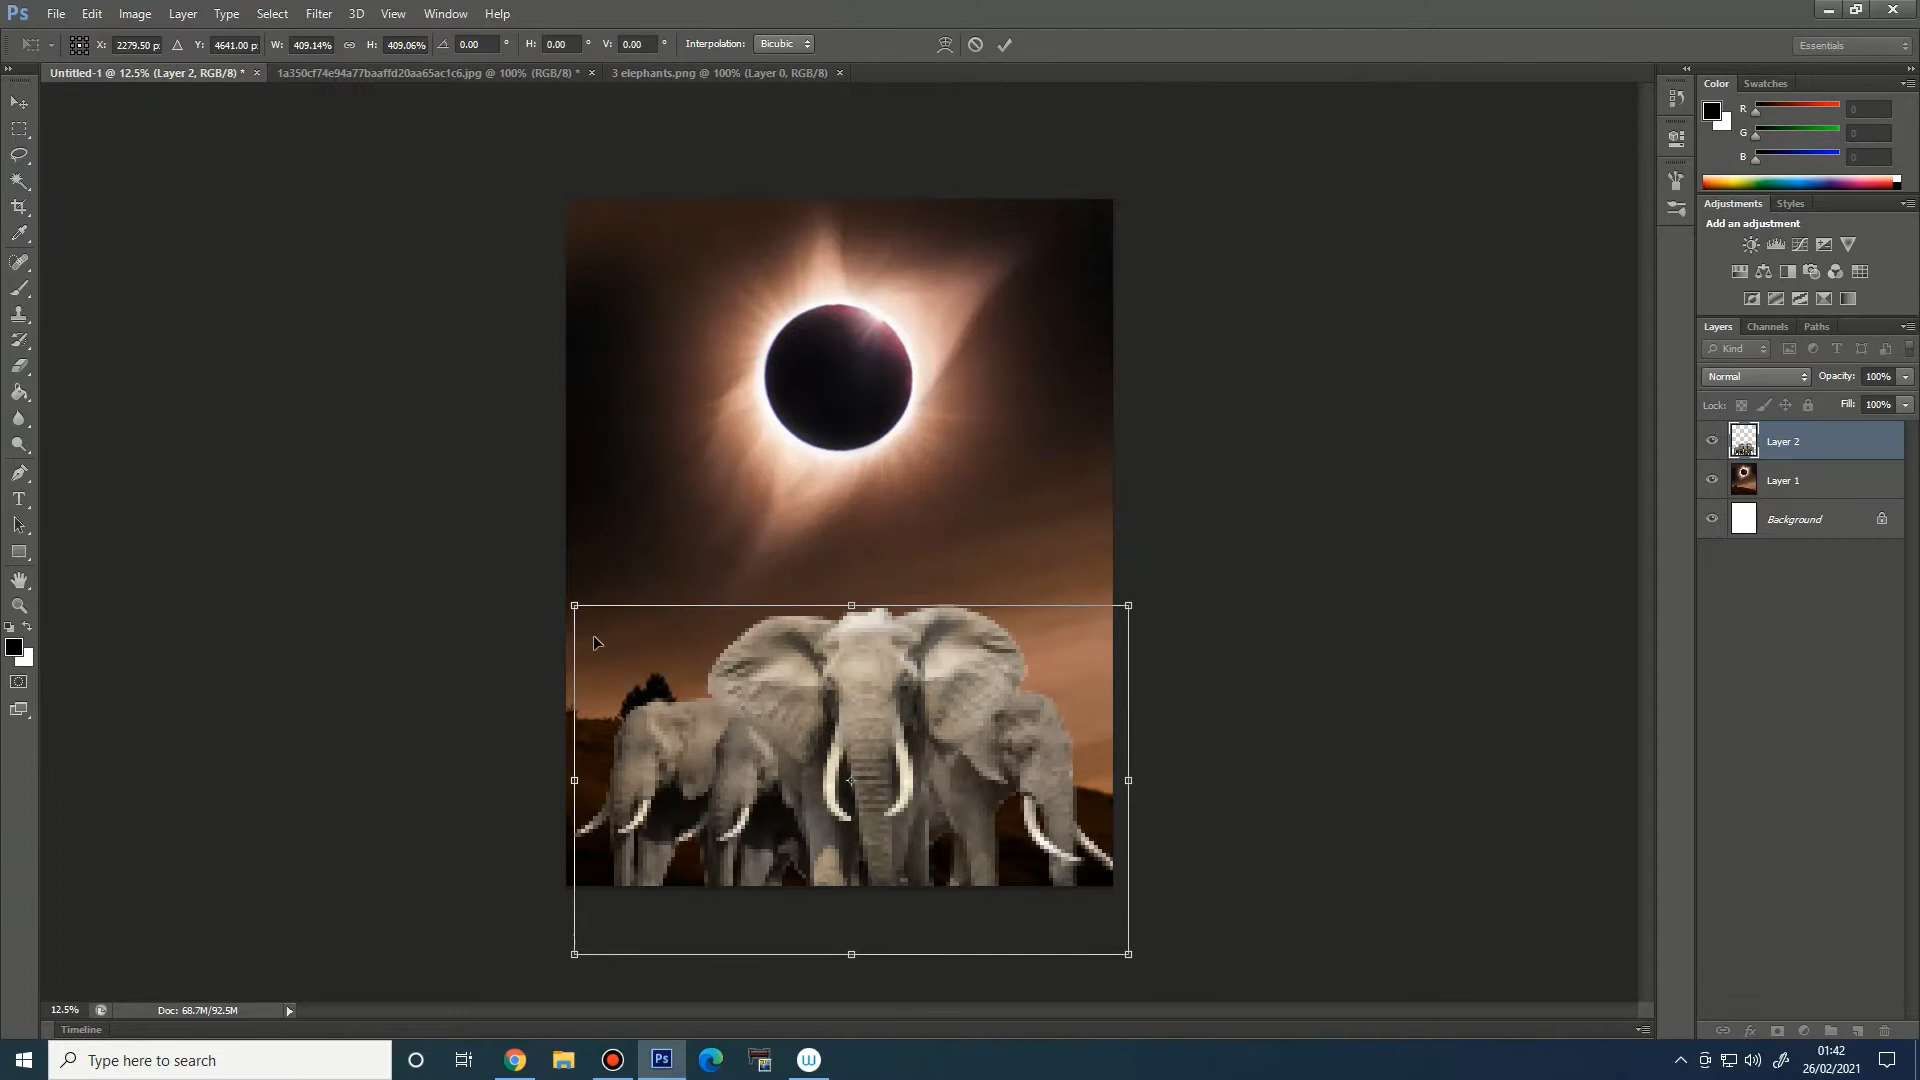 Ps File Edit Image Layer Type Select Filter 3D View Window Help
X: 2279.50 p: Y: 4641.00 p: W: 409.14% H: 409.06% 0.00 ° H: 0.00 ° V: 0.00 ° Interpolation: Bicubic Essentials
Untitled-1 @ 12.5% (Layer 2, RGB/8) * × 1a350cf74e94a77baaffd20aa65ac1c6.jpg @ 100% (RGB/8) * × 3 elephants.png @ 100% (Layer 0, RGB/8) ×
Color Swatches
R 0
G 0
B 0
Adjustments Styles
Add an adjustment
Layers Channels Paths
Kind
Normal Opacity: 100%
Lock: Fill: 100%
Layer 2
Layer 1
Background
12.5% Doc: 68.7M/92.5M
Timeline
Type here to search
Ps
W
01:42
26/02/2021